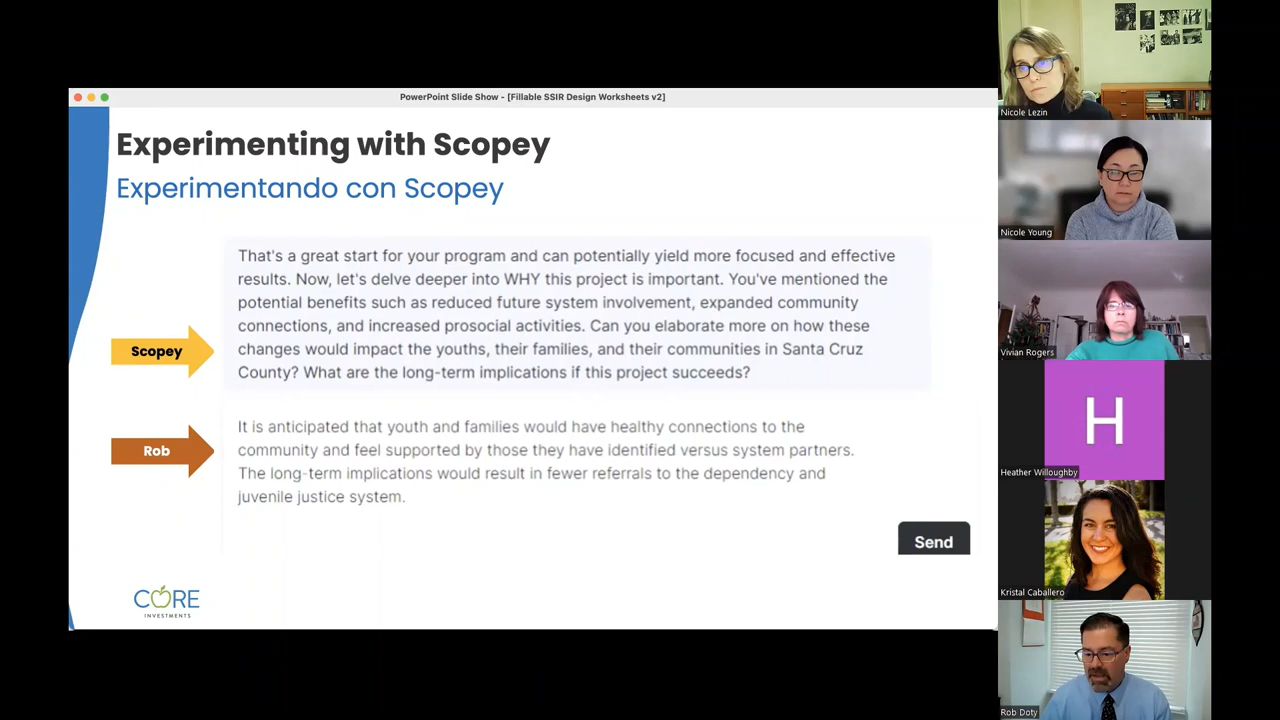 PowerPoint Slide Show - [Fillable SSIR Design Worksheets v2]
Experimenting with Scopey
Experimentando con Scopey
Scopey
That's a great start for your program and can potentially yield more focused and effective
results. Now, let's delve deeper into WHY this project is important. You've mentioned the
potential benefits such as reduced future system involvement, expanded community
connections, and increased prosocial activities. Can you elaborate more on how these
changes would impact the youths, their families, and their communities in Santa Cruz
County? What are the long-term implications if this project succeeds?
Rob
It is anticipated that youth and families would have healthy connections to the
community and feel supported by those they have identified versus system partners.
The long-term implications would result in fewer referrals to the dependency and
juvenile justice system.
Send
CORE
INVESTMENTS
Nicole Lezin
Nicole Young
Vivian Rogers
H
Heather Willoughby
Kristal Caballero
Rob Doty